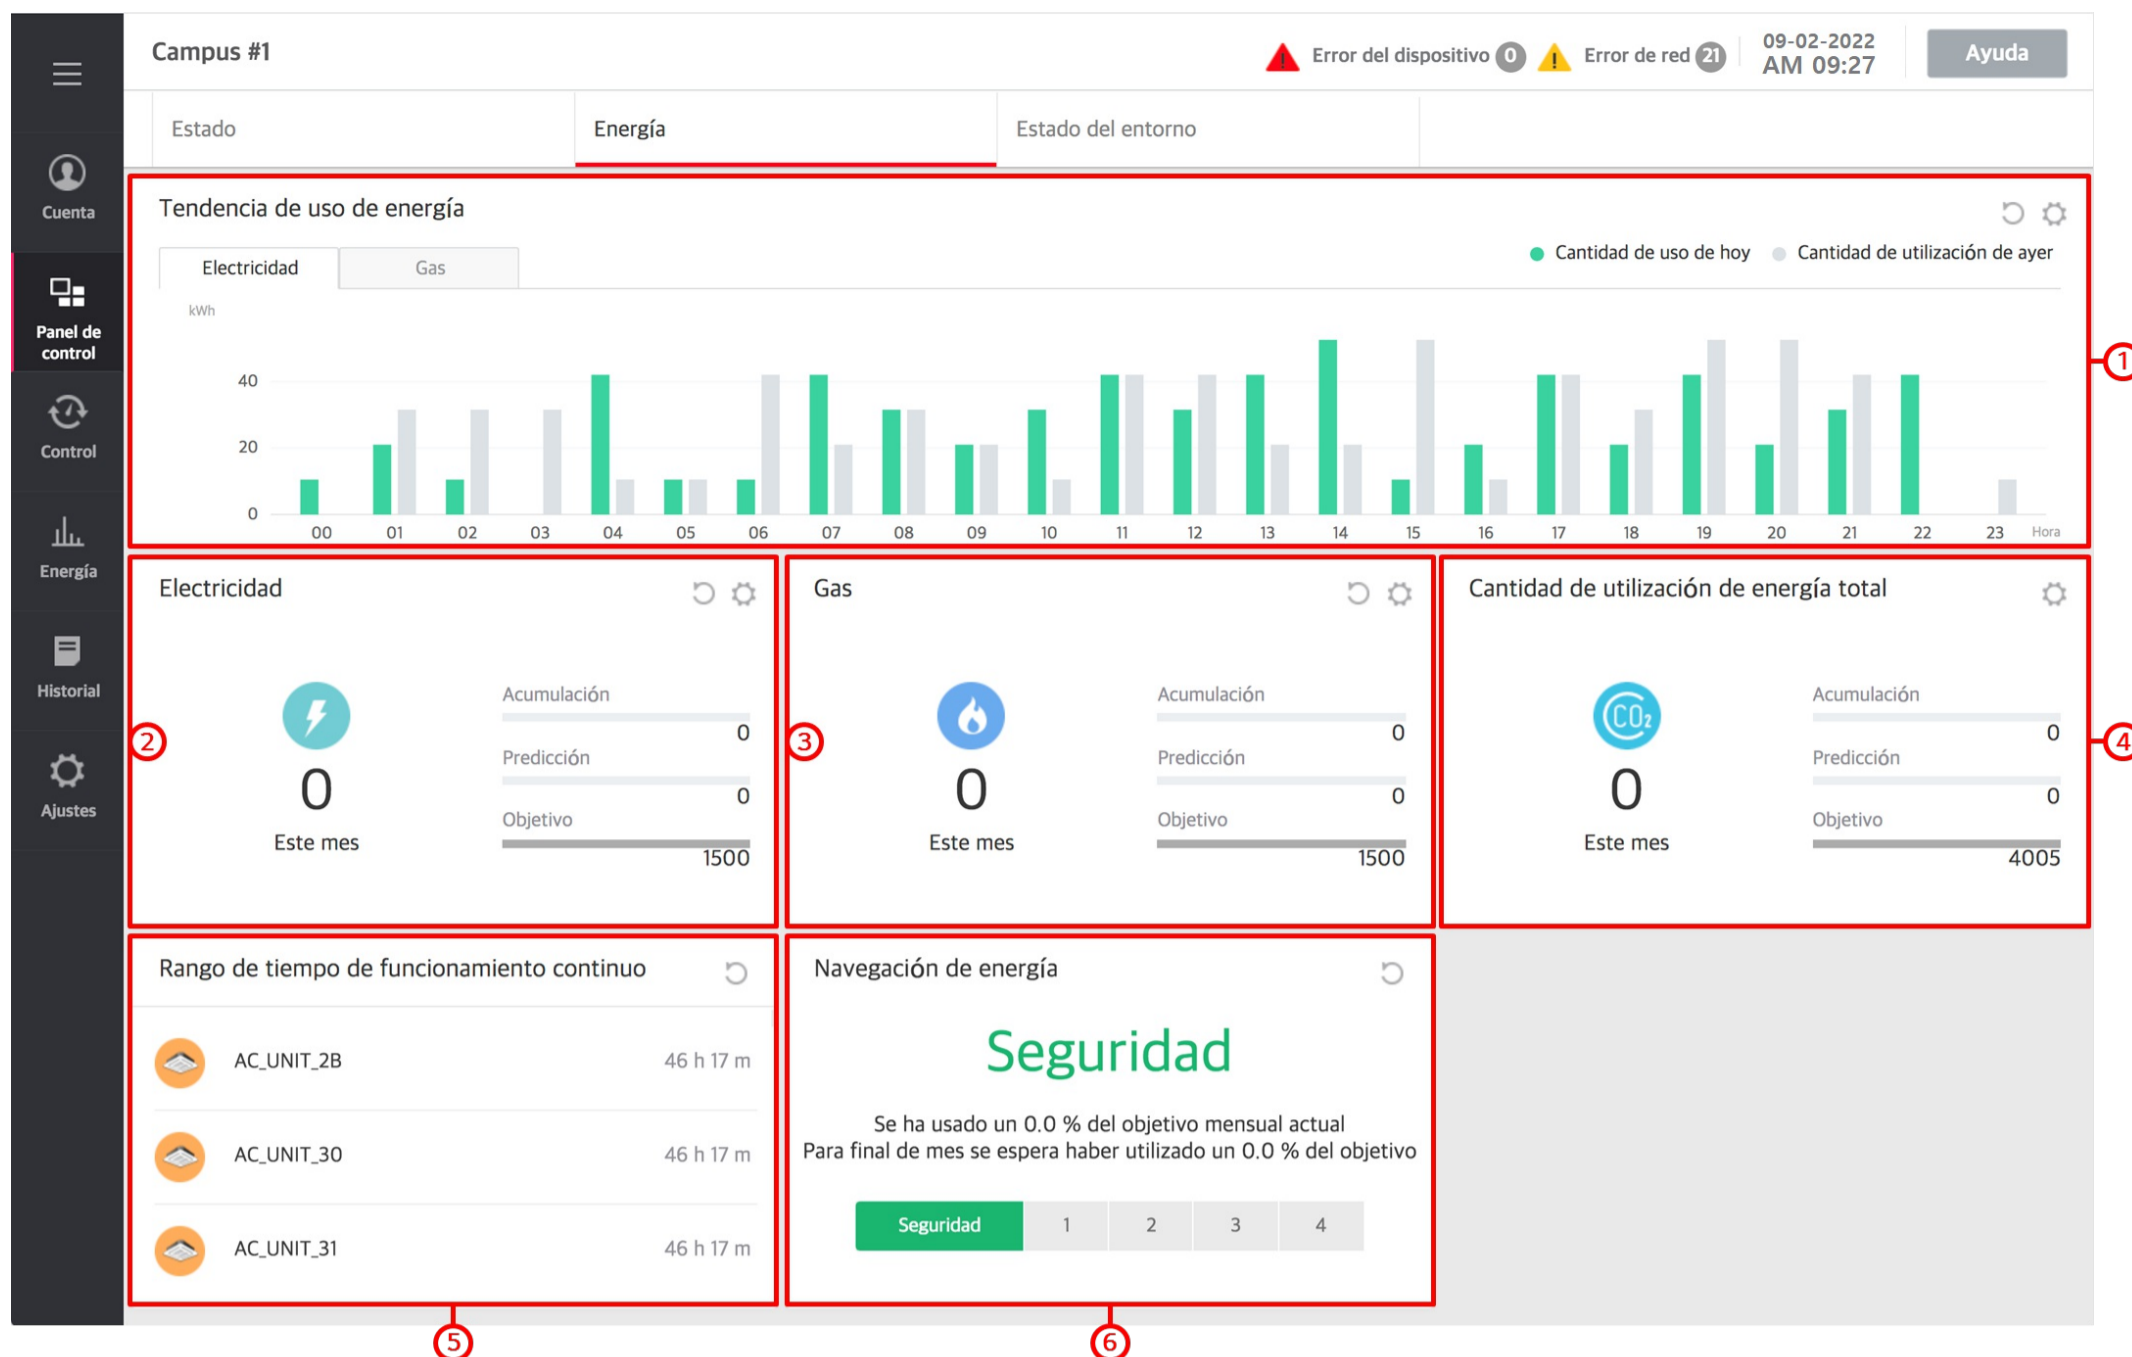 Campus #1
Error del dispositivo 0
Error de red 21
09-02-2022
AM 09:27
Ayuda
Estado
Energía
Estado del entorno
Cuenta
Panel de
control
Control
Energía
Historial
Ajustes
Tendencia de uso de energía
Electricidad
Gas
Cantidad de uso de hoy
Cantidad de utilización de ayer
kWh
40
20
0
00 01 02 03 04 05 06 07 08 09 10 11 12 13 14 15 16 17 18 19 20 21 22 23 Hora
1
Electricidad
0
Este mes
Acumulación
0
Predicción
0
Objetivo
1500
2
Gas
0
Este mes
Acumulación
0
Predicción
0
Objetivo
1500
3
Cantidad de utilización de energía total
CO2
0
Este mes
Acumulación
0
Predicción
0
Objetivo
4005
4
Rango de tiempo de funcionamiento continuo
AC_UNIT_2B 46 h 17 m
AC_UNIT_30 46 h 17 m
AC_UNIT_31 46 h 17 m
5
Navegación de energía
Seguridad
Se ha usado un 0.0 % del objetivo mensual actual
Para final de mes se espera haber utilizado un 0.0 % del objetivo
Seguridad 1 2 3 4
6